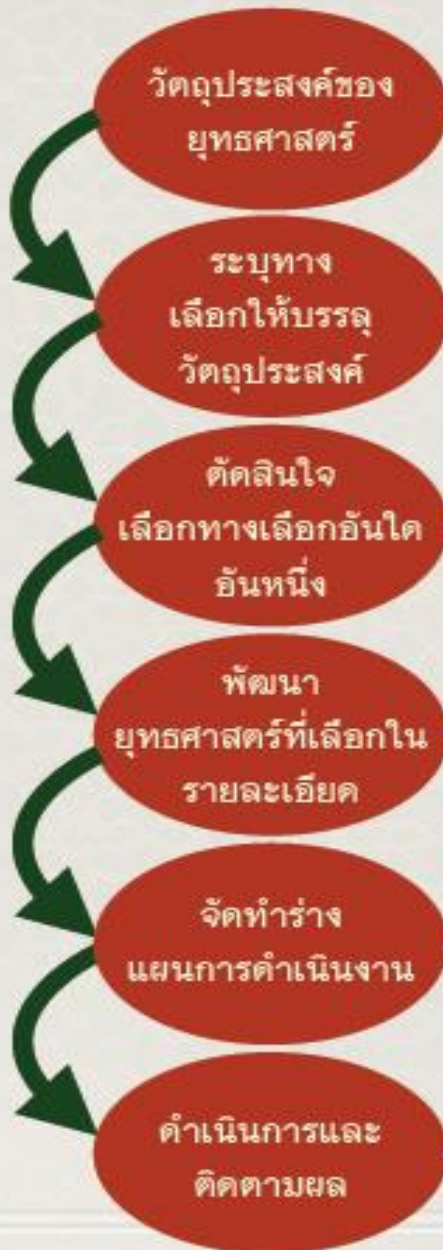 วัตถุประสงค์ของ
ยุทธศาสตร์
ระบุทาง
เลือกให้บรรลุ
วัตถุประสงค์
ตัดสินใจ
เลือกทางเลือกอันใด
อันหนึ่ง
พัฒนา
ยุทธศาสตร์ที่เลือกใน
รายละเอียด
จัดทำร่าง
แผนการดำเนินงาน
ดำเนินการและ
ติดตามผล